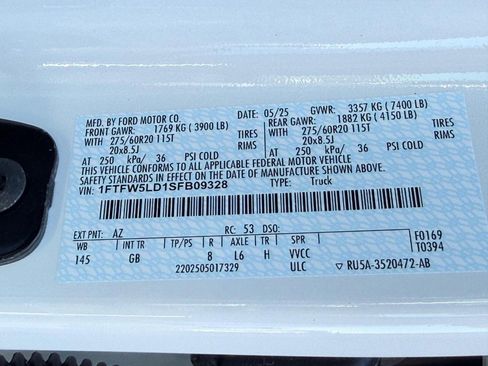 MFD. BY FORD MOTOR CO. DATE: 05/25 GVWR: 3357 KG ( 7400 LB)
FRONT GAWR: 1769 KG ( 3900 LB) REAR GAWR: 1882 KG ( 4150 LB)
WITH 275/60R20 115T TIRES WITH 275/60R20 115T TIRES
20x8.5J RIMS 20x8.5J RIMS
AT 250 kPa/ 36 PSI COLD AT 250 kPa/ 36 PSI COLD
THIS VEHICLE CONFORMS TO ALL APPLICABLE FEDERAL MOTOR VEHICLE
SAFETY STANDARDS IN EFFECT ON THE DATE OF MANUFACTURE SHOWN ABOVE.
VIN: 1FTFW5LD1SFB09328 TYPE: Truck
EXT PNT: AZ RC: 53 DSO: F0169
WB INT TR TP/PS R AXLE TR SPR T0394
145 GB 8 L6 H VVCC
2202505017329 ULC ▽ RU5A-3520472-AB